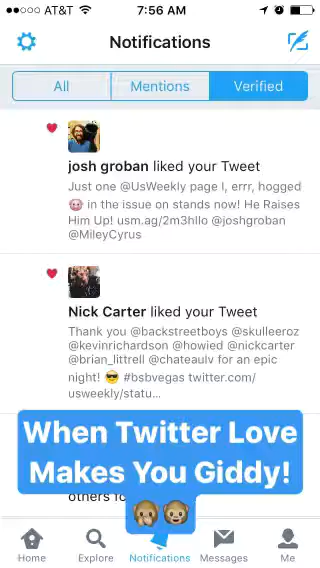 AT&T 7:56 AM
Notifications
All Mentions Verified
josh groban liked your Tweet
Just one @UsWeekly page I, errr, hogged
🐷 in the issue on stands now! He Raises
Him Up! usm.ag/2m3hllo @joshgroban
@MileyCyrus
Nick Carter liked your Tweet
Thank you @backstreetboys @skulleeroz
@kevinrichardson @howied @nickcarter
@brian_littrell @chateaulv for an epic
night! 😎 #bsbvegas twitter.com/
usweekly/statu...
When Twitter Love
Makes You Giddy!
others fo
🙊🐵
Home Explore Notifications Messages Me